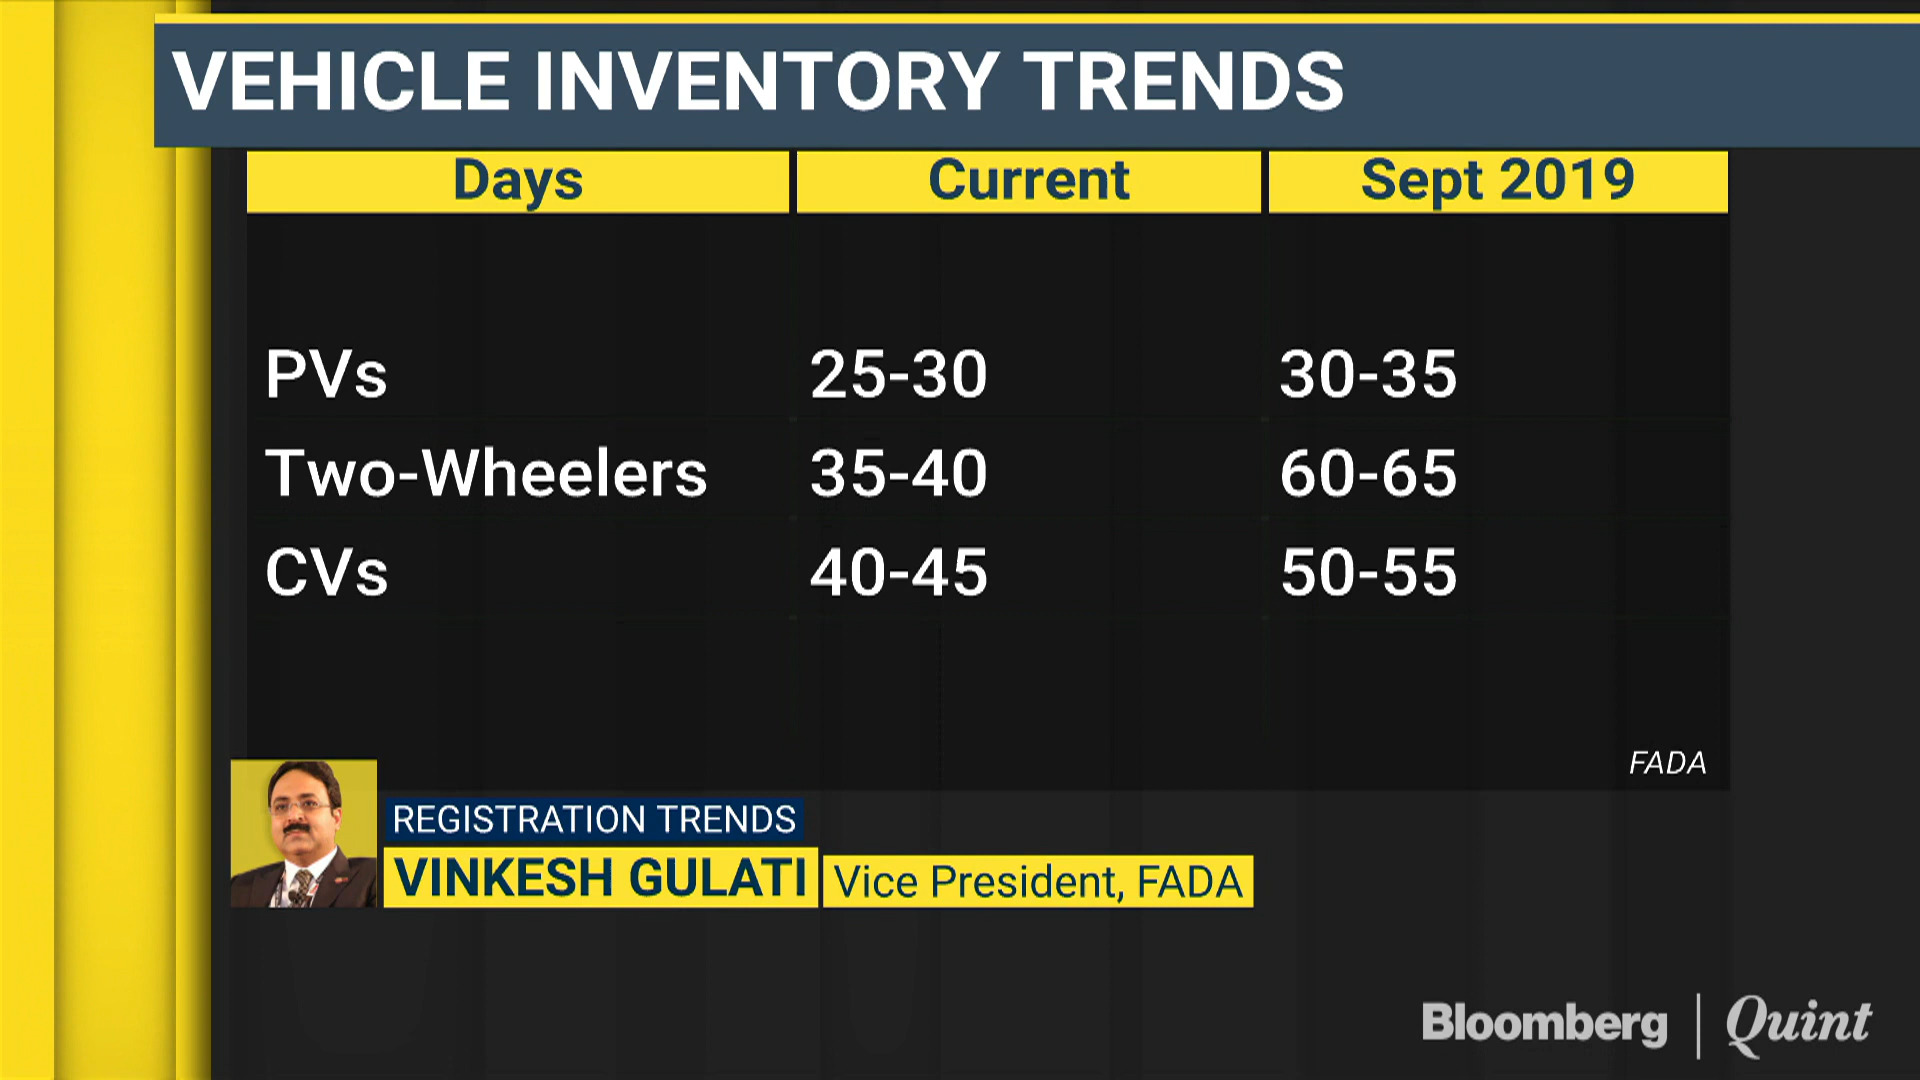 VEHICLE INVENTORY TRENDS
Days Current Sept 2019
PVs 25-30 30-35
Two-Wheelers 35-40 60-65
CVs 40-45 50-55
FADA
REGISTRATION TRENDS
VINKESH GULATI Vice President, FADA
Bloomberg | Quint